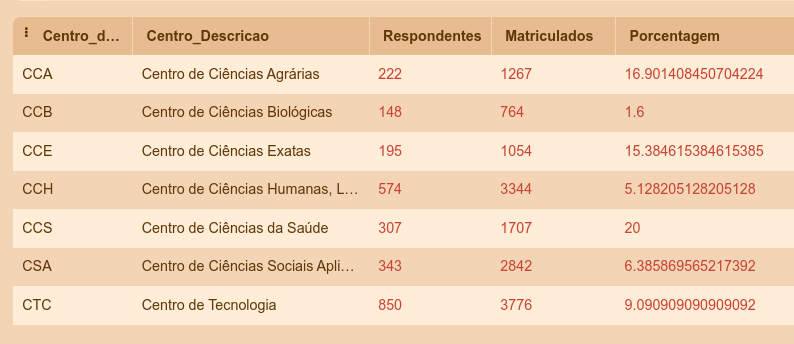 Centro_d… Centro_Descricao Respondentes Matriculados Porcentagem
CCA Centro de Ciências Agrárias 222 1267 16.901408450704224
CCB Centro de Ciências Biológicas 148 764 1.6
CCE Centro de Ciências Exatas 195 1054 15.384615384615385
CCH Centro de Ciências Humanas, L… 574 3344 5.128205128205128
CCS Centro de Ciências da Saúde 307 1707 20
CSA Centro de Ciências Sociais Apli… 343 2842 6.385869565217392
CTC Centro de Tecnologia 850 3776 9.090909090909092